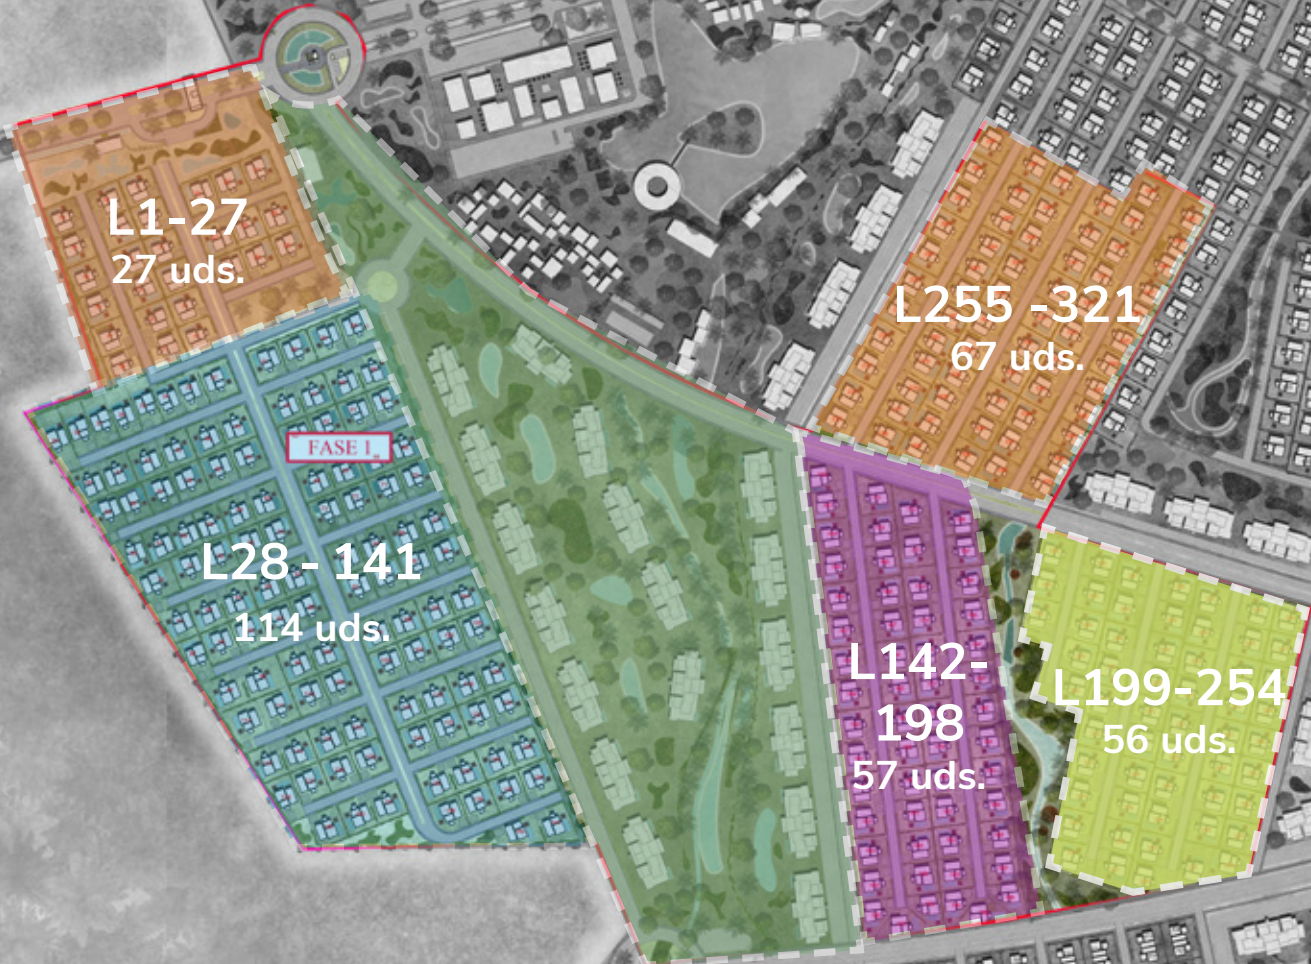 L1-27
27 uds.
L255 -321
67 uds.
FASE 1
L28 - 141
114 uds.
L142-
198
57 uds.
L199-254
56 uds.